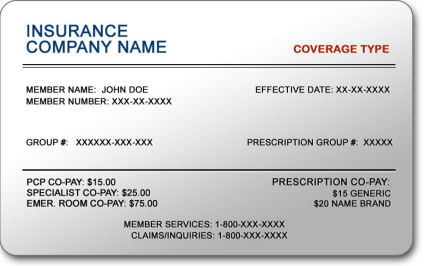 INSURANCE
COMPANY NAME
COVERAGE TYPE
MEMBER NAME: JOHN DOE
MEMBER NUMBER: XXX-XX-XXXX
EFFECTIVE DATE: XX-XX-XXXX
GROUP #: XXXXXX-XXX-XXX
PRESCRIPTION GROUP #: XXXXX
PCP CO-PAY: $15.00
SPECIALIST CO-PAY: $25.00
EMER. ROOM CO-PAY: $75.00
PRESCRIPTION CO-PAY:
$15 GENERIC
$20 NAME BRAND
MEMBER SERVICES: 1-800-XXX-XXXX
CLAIMS/INQUIRIES: 1-800-XXX-XXXX